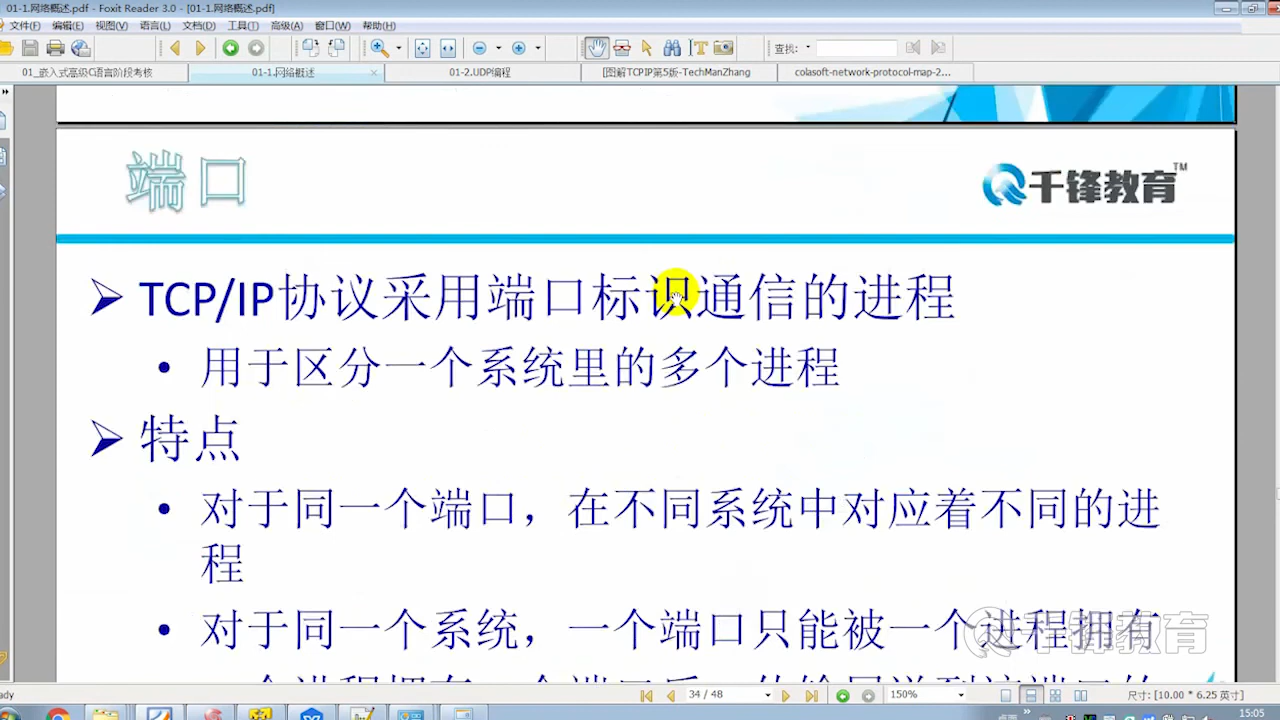 01-1.网络概述.pdf - Foxit Reader 3.0 - [01-1.网络概述.pdf]
文件(F) 编辑(E) 视图(V) 语言(L) 文档(D) 工具(T) 高级(A) 窗口(W) 帮助(H)
查找:
01_嵌入式高级C语言阶段考核 01-1.网络概述 01-2.UDP编程 [图解TCPIP第5版-TechManZhang colasoft-network-protocol-map-2...
端口
千锋教育TM
TCP/IP协议采用端口标识通信的进程
用于区分一个系统里的多个进程
特点
对于同一个端口，在不同系统中对应着不同的进
程
对于同一个系统，一个端口只能被一个进程拥有
千锋教育
ady 34 / 48 150% 尺寸: [10.00 * 6.25 英寸]
15:05